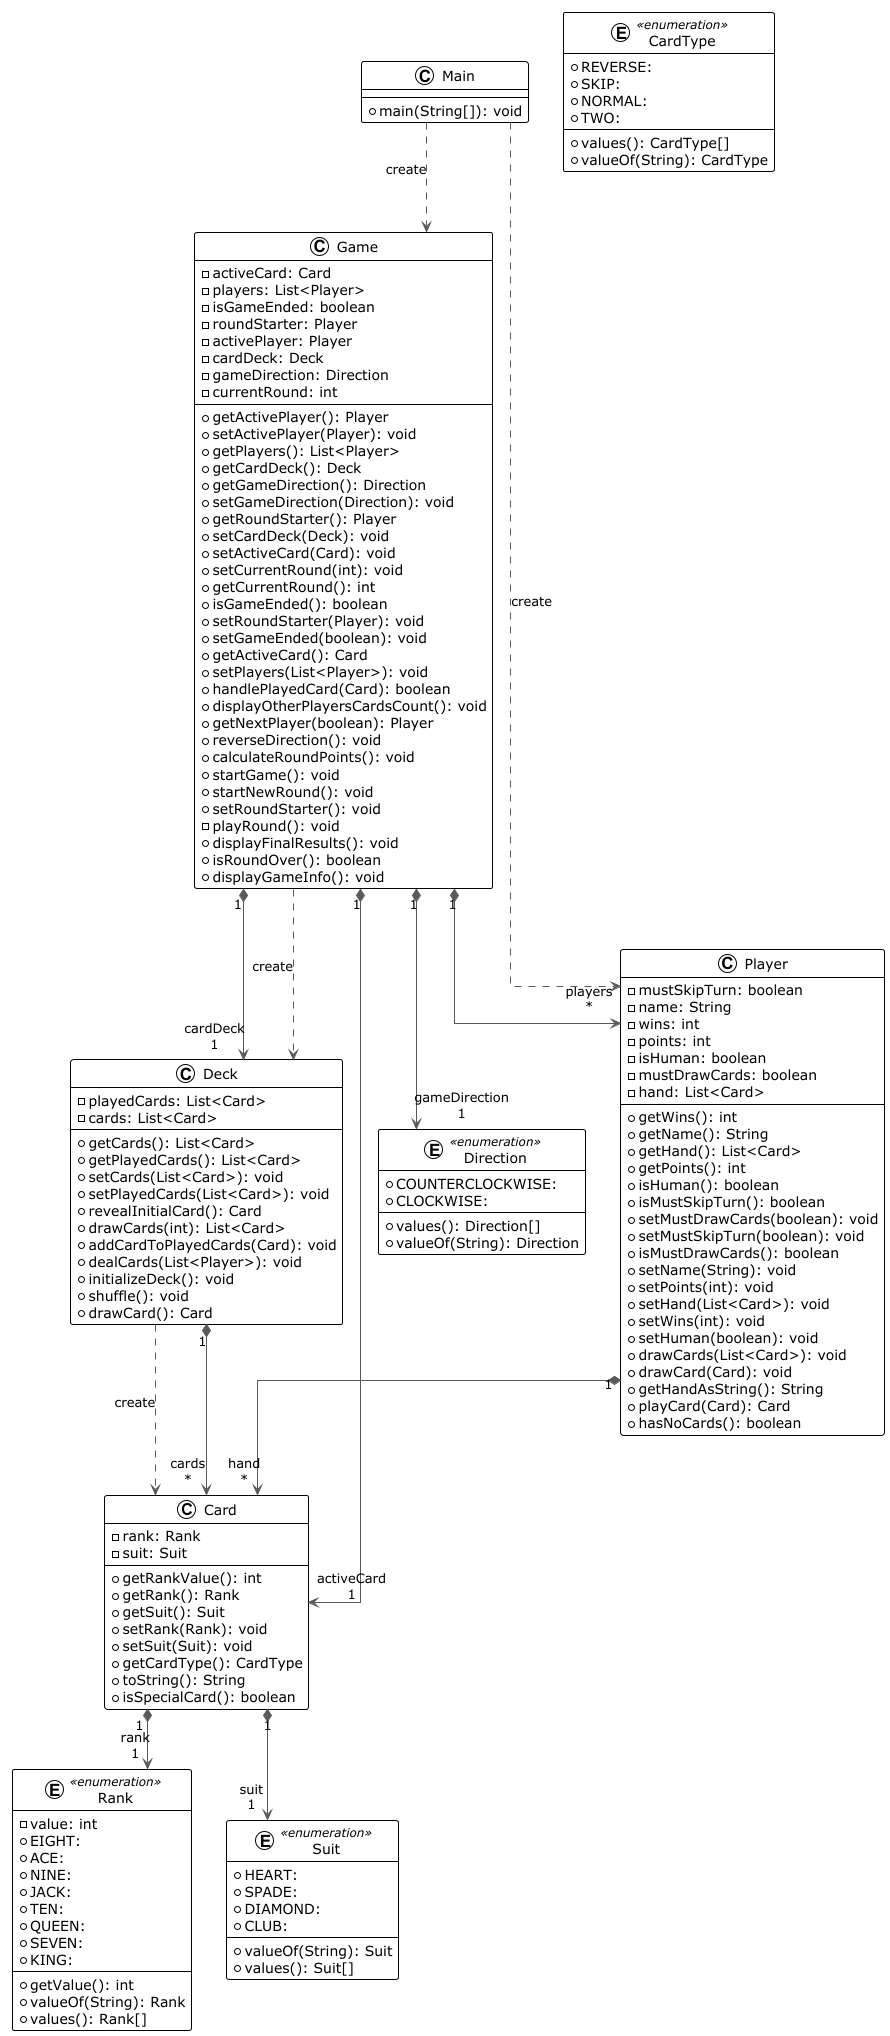 C Main
+ main(String[]): void
E «enumeration»
CardType
REVERSE:
SKIP:
NORMAL:
TWO:
values(): CardType[]
valueOf(String): CardType
create
create
C Game
activeCard: Card
players: List<Player>
isGameEnded: boolean
roundStarter: Player
activePlayer: Player
cardDeck: Deck
gameDirection: Direction
currentRound: int
getActivePlayer(): Player
setActivePlayer(Player): void
getPlayers(): List<Player>
getCardDeck(): Deck
getGameDirection(): Direction
setGameDirection(Direction): void
getRoundStarter(): Player
setCardDeck(Deck): void
setActiveCard(Card): void
setCurrentRound(int): void
getCurrentRound(): int
isGameEnded(): boolean
setRoundStarter(Player): void
setGameEnded(boolean): void
getActiveCard(): Card
setPlayers(List<Player>): void
handlePlayedCard(Card): boolean
displayOtherPlayersCardsCount(): void
getNextPlayer(boolean): Player
reverseDirection(): void
calculateRoundPoints(): void
startGame(): void
startNewRound(): void
setRoundStarter(): void
playRound(): void
displayFinalResults(): void
isRoundOver(): boolean
displayGameInfo(): void
1
1
1
1
create
cardDeck
1
gameDirection
1
players
*
C Player
mustSkipTurn: boolean
name: String
wins: int
points: int
isHuman: boolean
mustDrawCards: boolean
hand: List<Card>
getWins(): int
getName(): String
getHand(): List<Card>
getPoints(): int
isHuman(): boolean
isMustSkipTurn(): boolean
setMustDrawCards(boolean): void
setMustSkipTurn(boolean): void
isMustDrawCards(): boolean
setName(String): void
setPoints(int): void
setHand(List<Card>): void
setWins(int): void
setHuman(boolean): void
drawCards(List<Card>): void
drawCard(Card): void
getHandAsString(): String
playCard(Card): Card
hasNoCards(): boolean
1
C Deck
playedCards: List<Card>
cards: List<Card>
getCards(): List<Card>
getPlayedCards(): List<Card>
setCards(List<Card>): void
setPlayedCards(List<Card>): void
revealInitialCard(): Card
drawCards(int): List<Card>
addCardToPlayedCards(Card): void
dealCards(List<Player>): void
initializeDeck(): void
shuffle(): void
drawCard(): Card
E «enumeration»
Direction
COUNTERCLOCKWISE:
CLOCKWISE:
values(): Direction[]
valueOf(String): Direction
1
create
cards
*
hand
*
activeCard
1
C Card
rank: Rank
suit: Suit
getRankValue(): int
getRank(): Rank
getSuit(): Suit
setRank(Rank): void
setSuit(Suit): void
getCardType(): CardType
toString(): String
isSpecialCard(): boolean
1
1
rank
1
suit
1
E «enumeration»
Rank
value: int
EIGHT:
ACE:
NINE:
JACK:
TEN:
QUEEN:
SEVEN:
KING:
getValue(): int
valueOf(String): Rank
values(): Rank[]
E «enumeration»
Suit
HEART:
SPADE:
DIAMOND:
CLUB:
valueOf(String): Suit
values(): Suit[]